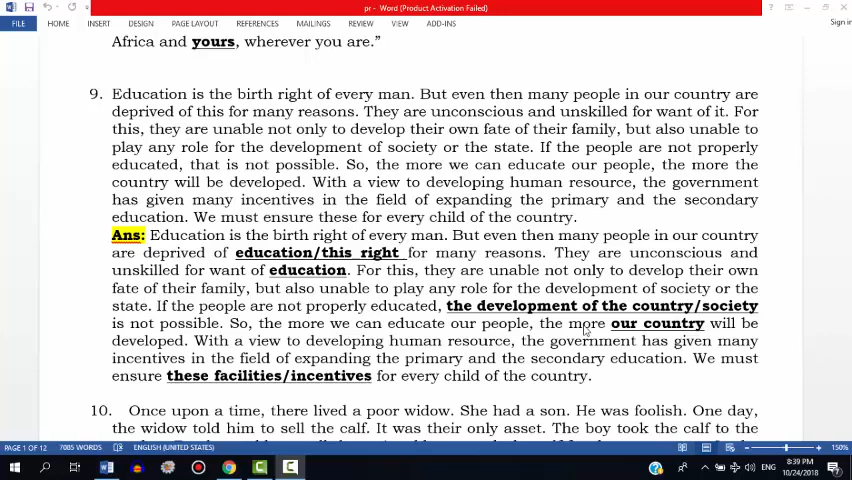 pr - Word (Product Activation Failed)
FILE HOME INSERT DESIGN PAGE LAYOUT REFERENCES MAILINGS REVIEW VIEW ADD-INS Sign in
Africa and yours, wherever you are.”
9. Education is the birth right of every man. But even then many people in our country are
deprived of this for many reasons. They are unconscious and unskilled for want of it. For
this, they are unable not only to develop their own fate of their family, but also unable to
play any role for the development of society or the state. If the people are not properly
educated, that is not possible. So, the more we can educate our people, the more the
country will be developed. With a view to developing human resource, the government
has given many incentives in the field of expanding the primary and the secondary
education. We must ensure these for every child of the country.
Ans: Education is the birth right of every man. But even then many people in our country
are deprived of education/this right for many reasons. They are unconscious and
unskilled for want of education. For this, they are unable not only to develop their own
fate of their family, but also unable to play any role for the development of society or the
state. If the people are not properly educated, the development of the country/society
is not possible. So, the more we can educate our people, the more our country will be
developed. With a view to developing human resource, the government has given many
incentives in the field of expanding the primary and the secondary education. We must
ensure these facilities/incentives for every child of the country.
10. Once upon a time, there lived a poor widow. She had a son. He was foolish. One day,
the widow told him to sell the calf. It was their only asset. The boy took the calf to the
PAGE 1 OF 12 7085 WORDS ENGLISH (UNITED STATES) 150%
ENG 8:39 PM
10/24/2018